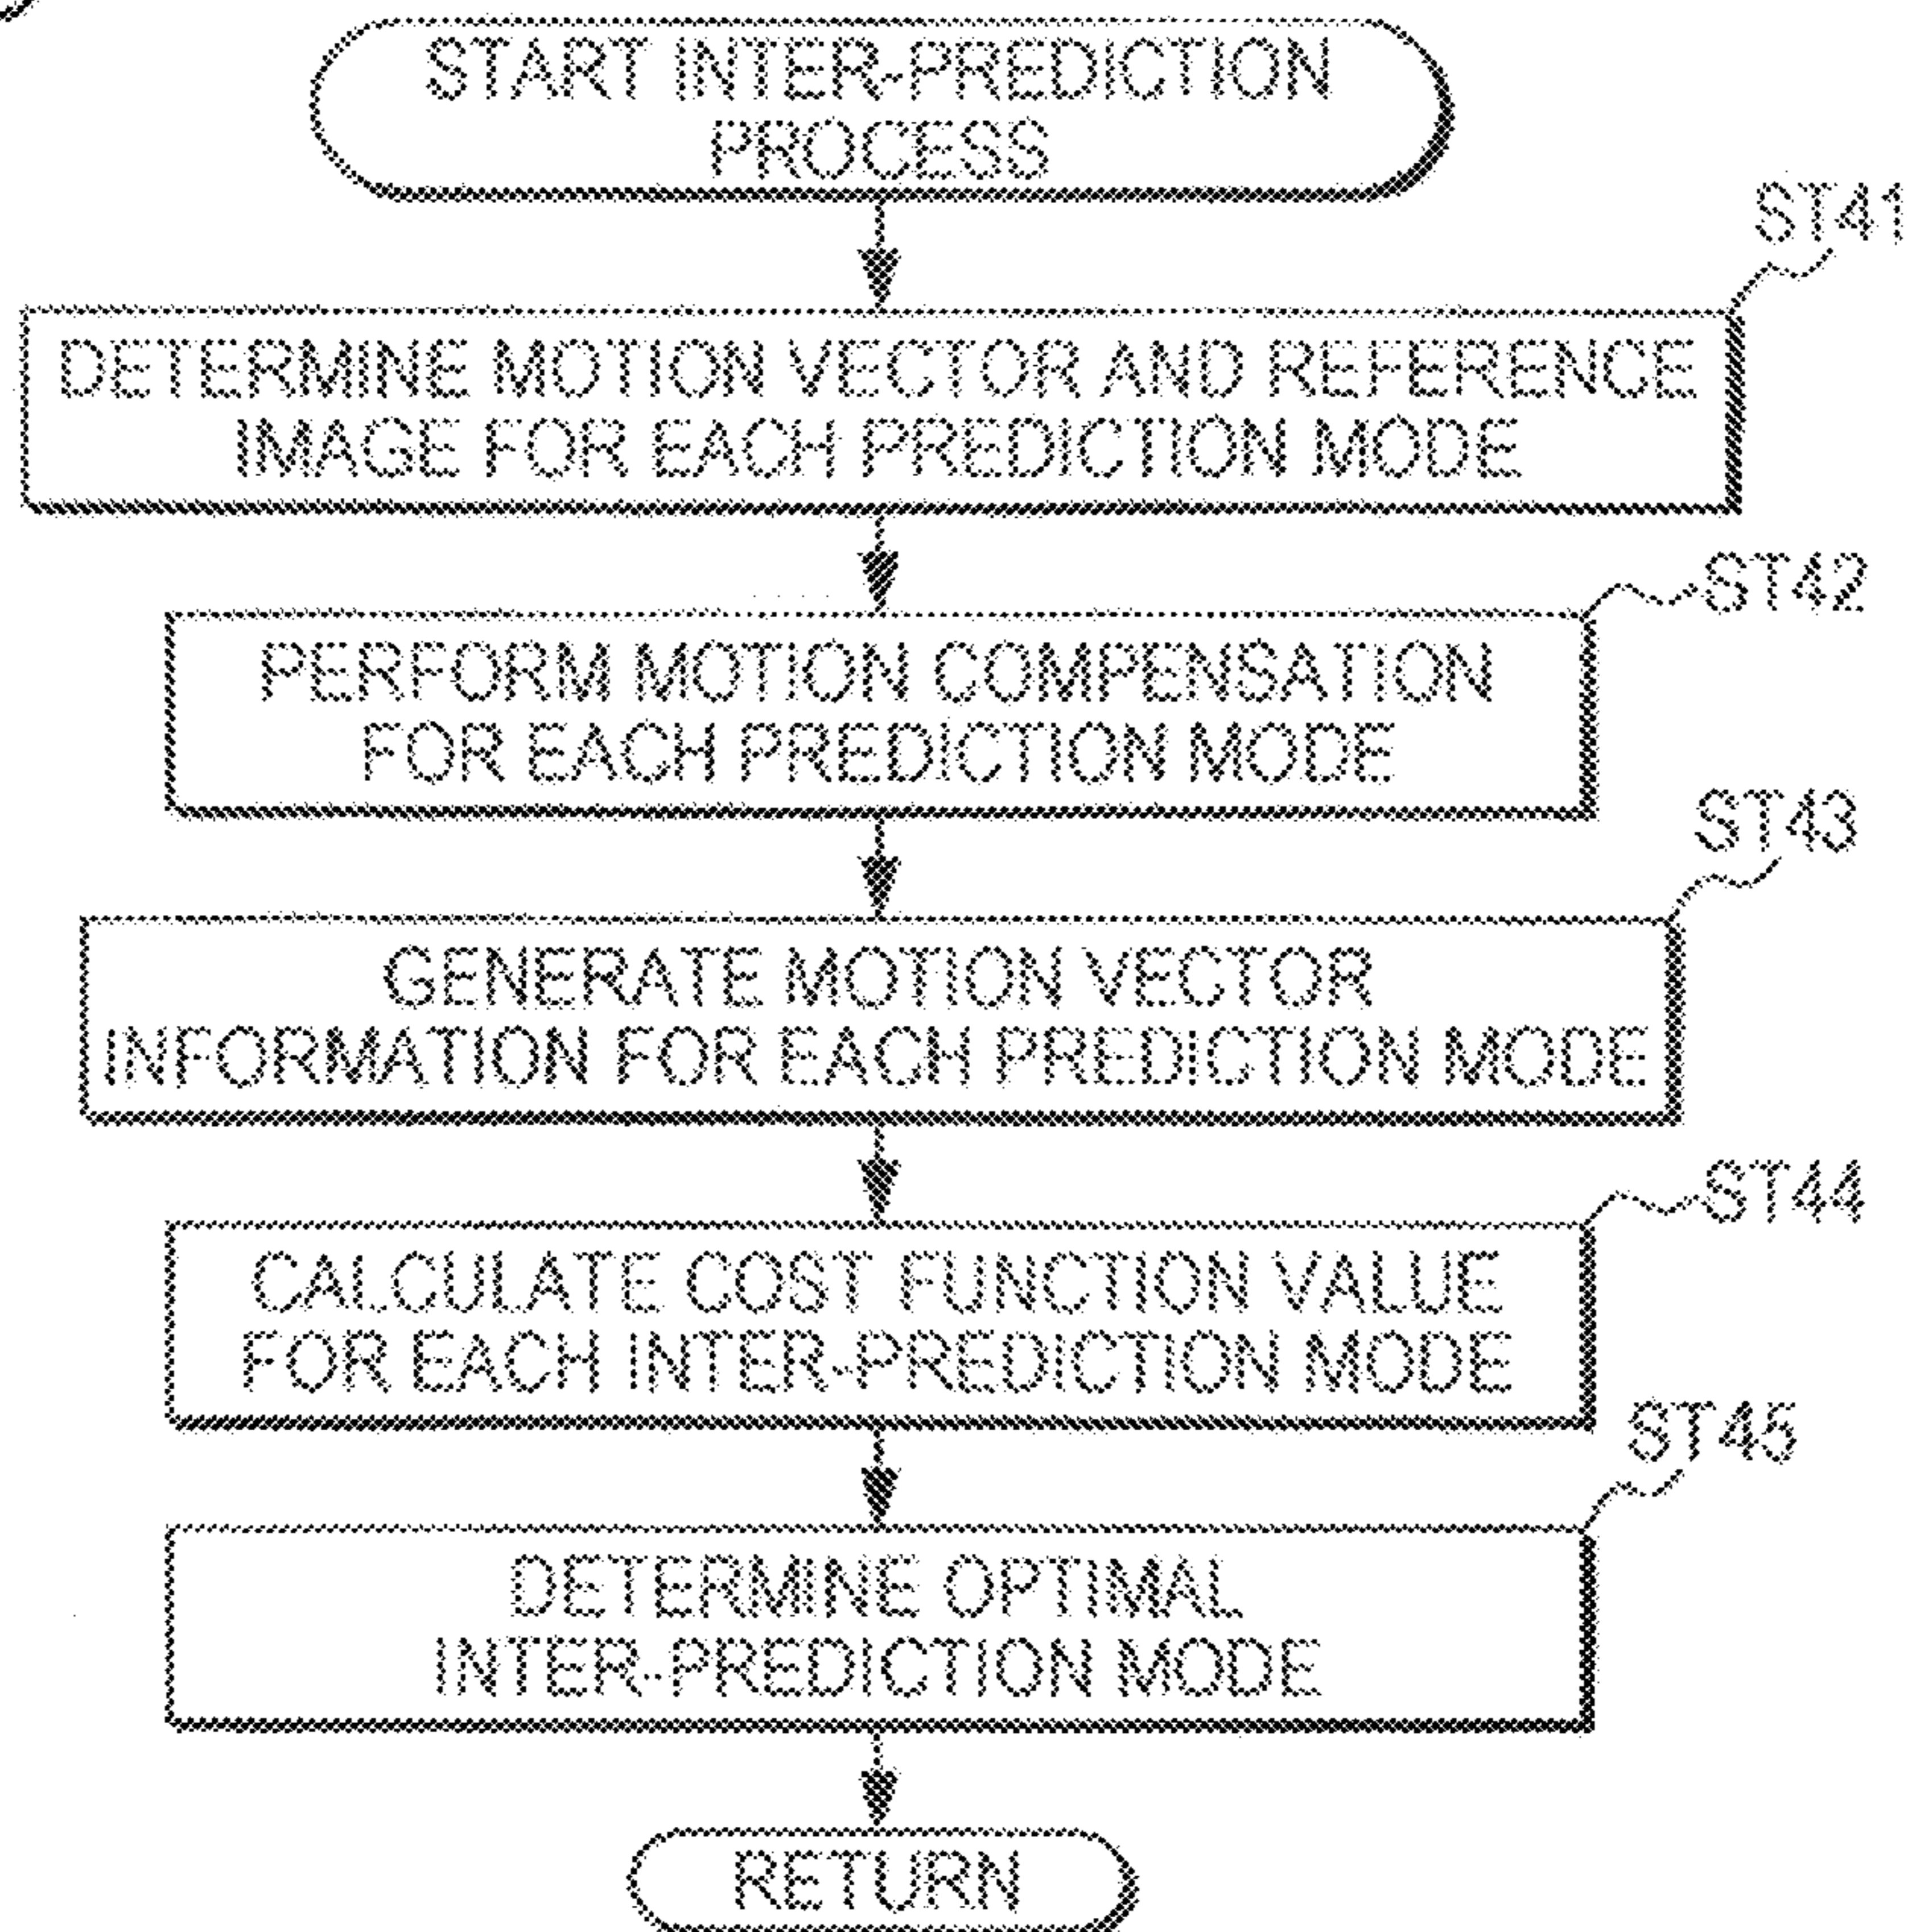 START INTER-PREDICTION
PROCESS
ST41
DETERMINE MOTION VECTOR AND REFERENCE
IMAGE FOR EACH PREDICTION MODE
ST42
PERFORM MOTION COMPENSATION
FOR EACH PREDICTION MODE
ST43
GENERATE MOTION VECTOR
INFORMATION FOR EACH PREDICTION MODE
ST44
CALCULATE COST FUNCTION VALUE
FOR EACH INTER-PREDICTION MODE
ST45
DETERMINE OPTIMAL
INTER-PREDICTION MODE
RETURN